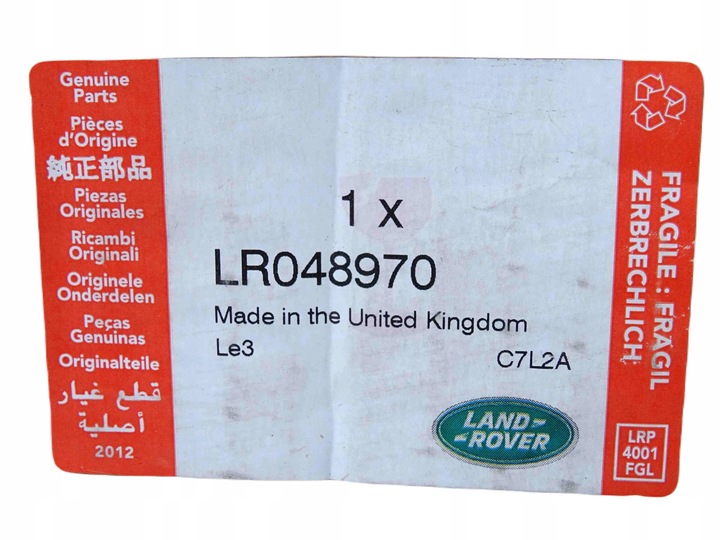 Genuine
Parts
Pièces
d'Origine
純正部品
Piezas
Originales
Ricambi
Originali
Originele
Onderdelen
Peças
Genuinas
Originalteile
قطع غيار
أصلية
2012
1 x
LR048970
Made in the United Kingdom
Le3
C7L2A
LAND-
-ROVER
FRAGILE : FRÁGIL
ZERBRECHLICH
LRP
4001
FGL